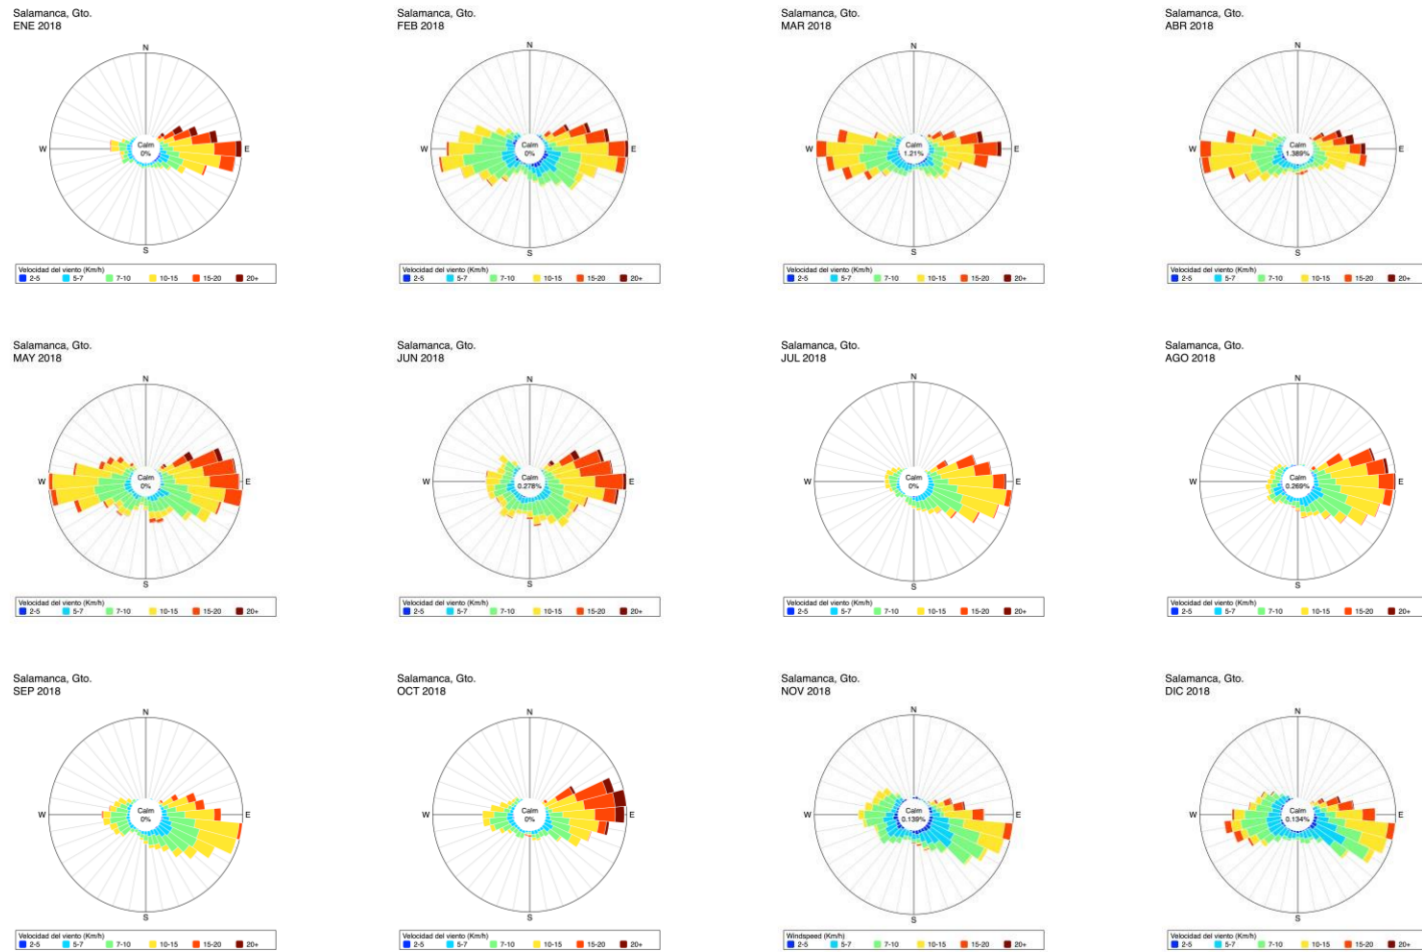 Salamanca, Gto.
ENE 2018
N
W
Calm
0%
E
S
Velocidad del viento (Km/h)
2-5 5-7 7-10 10-15 15-20 20+
Salamanca, Gto.
FEB 2018
N
W
Calm
0%
E
S
Velocidad del viento (Km/h)
2-5 5-7 7-10 10-15 15-20 20+
Salamanca, Gto.
MAR 2018
N
W
Calm
1.21%
E
S
Velocidad del viento (Km/h)
2-5 5-7 7-10 10-15 15-20 20+
Salamanca, Gto.
ABR 2018
N
W
Calm
1.389%
E
S
Velocidad del viento (Km/h)
2-5 5-7 7-10 10-15 15-20 20+
Salamanca, Gto.
MAY 2018
N
W
Calm
0%
E
S
Velocidad del viento (Km/h)
2-5 5-7 7-10 10-15 15-20 20+
Salamanca, Gto.
JUN 2018
N
W
Calm
0.278%
E
S
Velocidad del viento (Km/h)
2-5 5-7 7-10 10-15 15-20 20+
Salamanca, Gto.
JUL 2018
N
W
Calm
0%
E
S
Velocidad del viento (Km/h)
2-5 5-7 7-10 10-15 15-20 20+
Salamanca, Gto.
AGO 2018
N
W
Calm
0.269%
E
S
Velocidad del viento (Km/h)
2-5 5-7 7-10 10-15 15-20 20+
Salamanca, Gto.
SEP 2018
N
W
Calm
0%
E
S
Velocidad del viento (Km/h)
2-5 5-7 7-10 10-15 15-20 20+
Salamanca, Gto.
OCT 2018
N
W
Calm
0%
E
S
Velocidad del viento (Km/h)
2-5 5-7 7-10 10-15 15-20 20+
Salamanca, Gto.
NOV 2018
N
W
Calm
0.139%
E
S
Windspeed (Km/h)
2-5 5-7 7-10 10-15 15-20 20+
Salamanca, Gto.
DIC 2018
N
W
Calm
0.134%
E
S
Velocidad del viento (Km/h)
2-5 5-7 7-10 10-15 15-20 20+